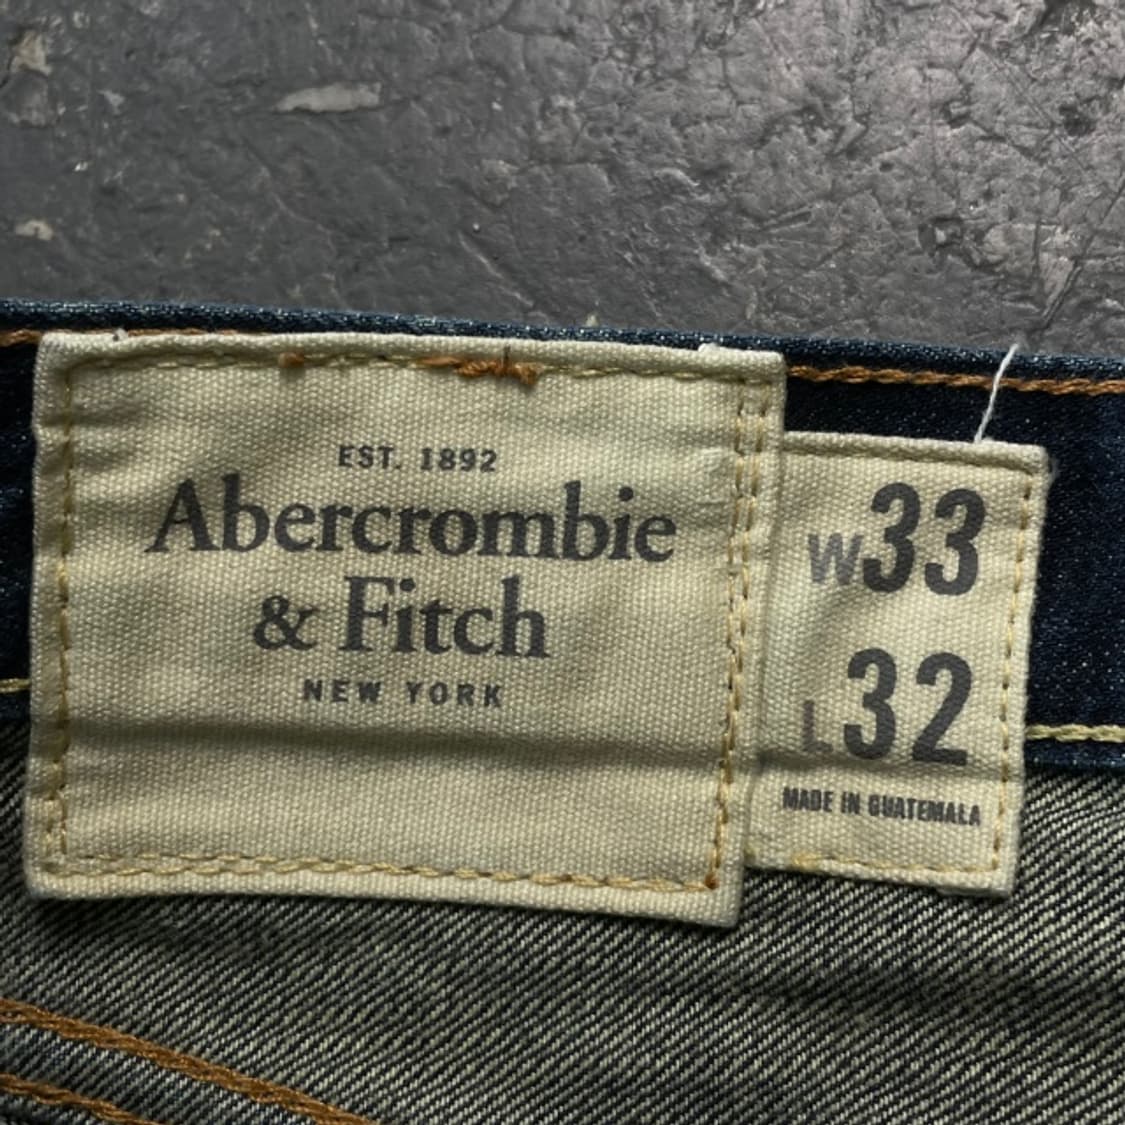 EST. 1892
Abercrombie
& Fitch
NEW YORK
W33
L32
MADE IN GUATEMALA